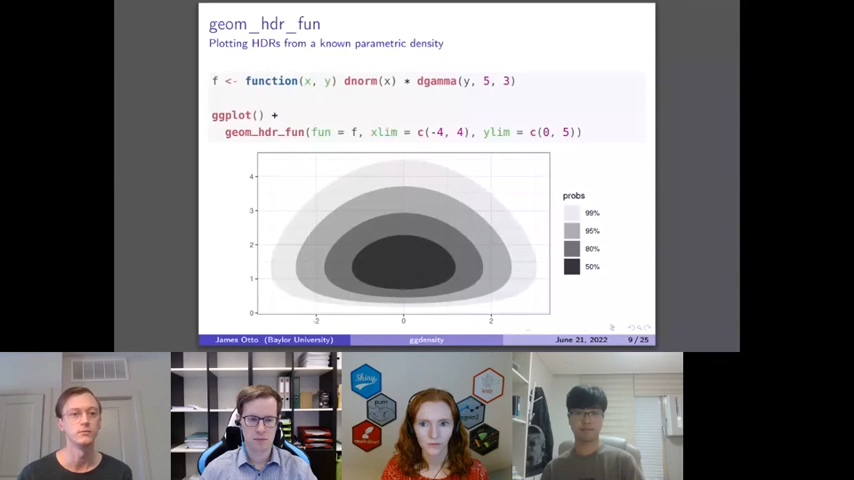 geom_hdr_fun
Plotting HDRs from a known parametric density
f <- function(x, y) dnorm(x) * dgamma(y, 5, 3)
ggplot() +
geom_hdr_fun(fun = f, xlim = c(-4, 4), ylim = c(0, 5))
4
3
2
1
0
-2
0
2
probs
99%
95%
80%
50%
James Otto (Baylor University)
ggdensity
June 21, 2022
9 / 25
Shiny
purrr